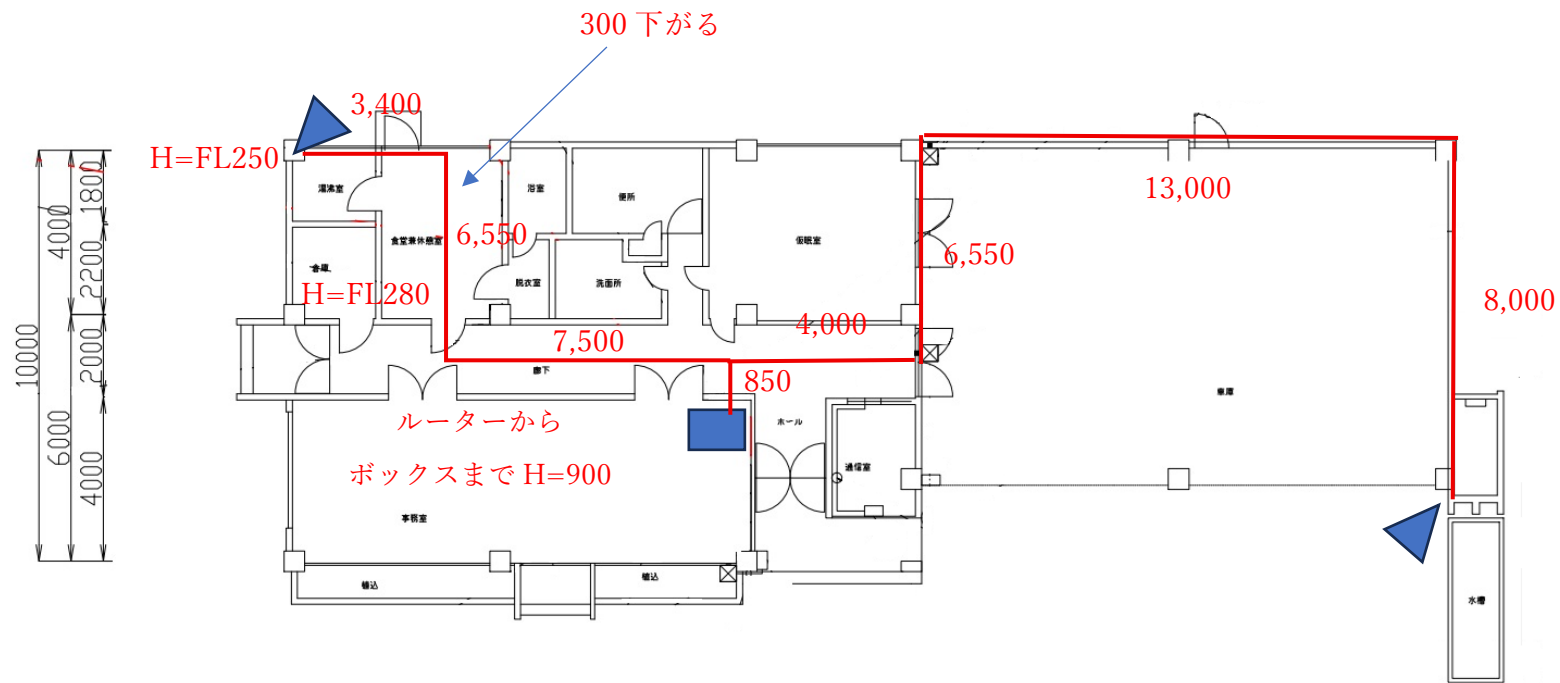 300 下がる
3,400
H=FL250
湯沸室
浴室
便所
13,000
1800
4000
6,550
食堂兼休憩室
仮眠室
6,550
倉庫
H=FL280
脱衣室
洗面所
2200
8,000
7,500
4,000
10000
2000
廊下
850
車庫
ルーターから
ホール
6000
ボックスまで H=900
通信室
4000
事務室
植込
植込
水槽